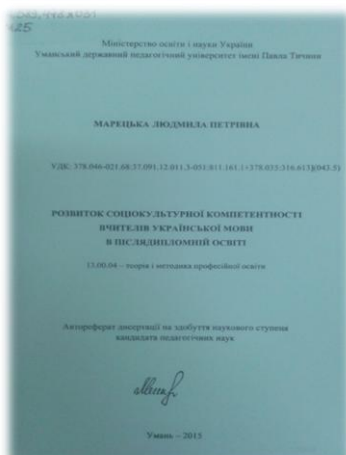 Міністерство освіти і науки України
Уманський державний педагогічний університет імені Павла Тичини
МАРЕЦЬКА ЛЮДМИЛА ПЕТРІВНА
РОЗВИТОК СОЦІОКУЛЬТУРНОЇ КОМПЕТЕНТНОСТІ
ВЧИТЕЛІВ УКРАЇНСЬКОЇ МОВИ
В ПІСЛЯДИПЛОМНІЙ ОСВІТІ
13.00.04 – теорія і методика професійної освіти
Автореферат дисертації на здобуття наукового ступеня
кандидата педагогічних наук
Умань – 2015